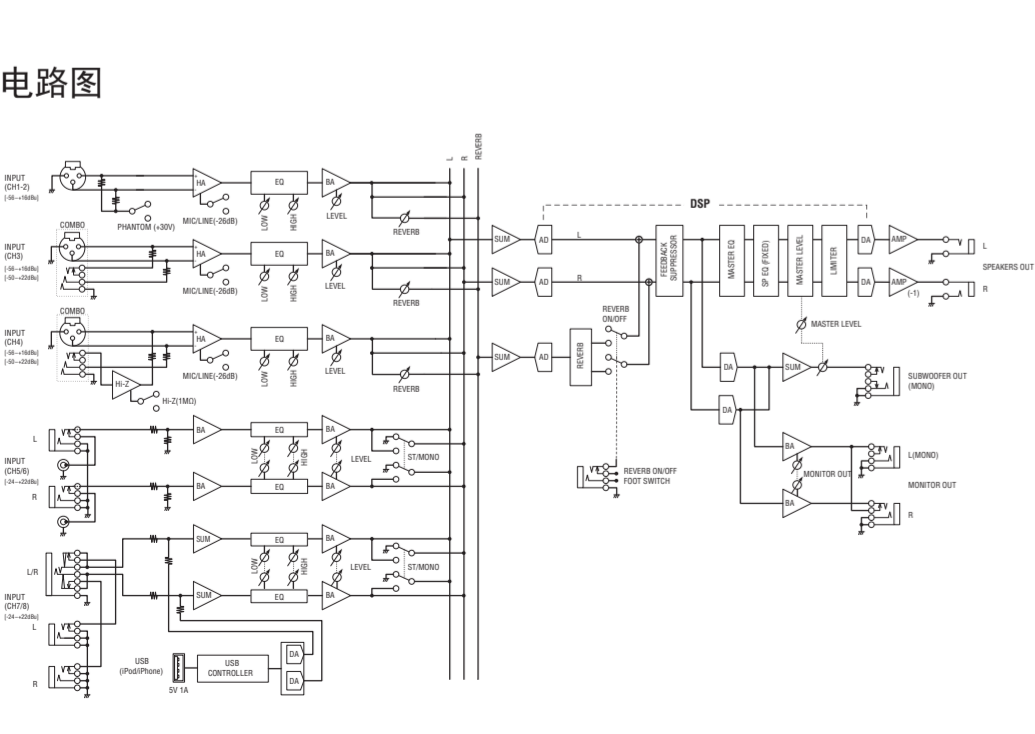 电路图
INPUT
(CH1-2)
[-56~+16dBu]
PHANTOM (+30V)
HA
MIC/LINE(-26dB)
EQ
LOW
HIGH
BA
LEVEL
REVERB
L
R
REVERB
INPUT
(CH3)
[-56~+16dBu]
[-50~+22dBu]
COMBO
HA
MIC/LINE(-26dB)
EQ
LOW
HIGH
BA
LEVEL
REVERB
INPUT
(CH4)
[-56~+16dBu]
[-50~+22dBu]
COMBO
Hi-Z
Hi-Z(1MΩ)
HA
MIC/LINE(-26dB)
EQ
LOW
HIGH
BA
LEVEL
REVERB
L
INPUT
(CH5/6)
[-24~+22dBu]
R
BA
BA
EQ
LOW
HIGH
EQ
BA
LEVEL
BA
ST/MONO
L/R
INPUT
(CH7/8)
[-24~+22dBu]
L
R
SUM
SUM
EQ
LOW
HIGH
EQ
BA
LEVEL
BA
ST/MONO
USB
(iPod/iPhone)
5V 1A
USB
CONTROLLER
DA
DA
DSP
SUM
AD
L
SUM
AD
R
SUM
AD
REVERB
REVERB
ON/OFF
REVERB ON/OFF
FOOT SWITCH
FEEDBACK
SUPPRESSOR
MASTER EQ
SP EQ (FIXED)
MASTER LEVEL
LIMITER
DA
DA
AMP
AMP
(-1)
L
SPEAKERS OUT
R
MASTER LEVEL
DA
DA
SUM
SUBWOOFER OUT
(MONO)
BA
MONITOR OUT
BA
L(MONO)
MONITOR OUT
R